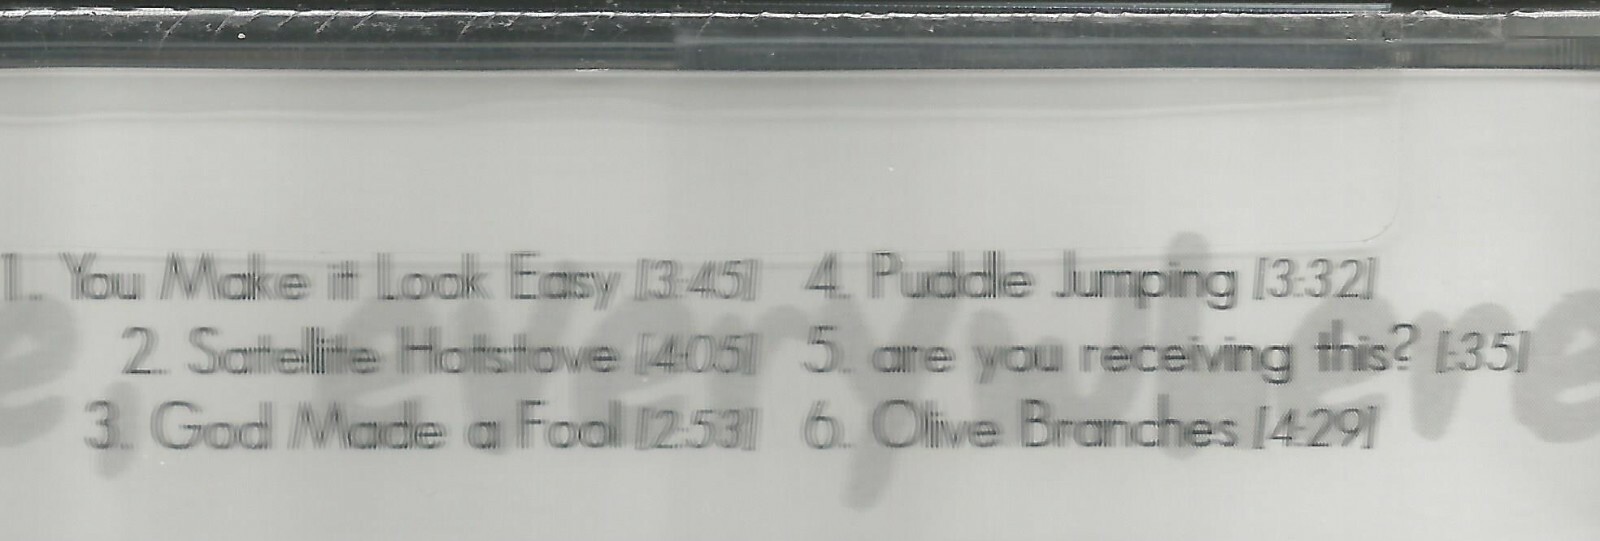 1. You Make it Look Easy [3:45]
2. Satellite Hotstove [4:05]
3. God Made a Fool [2:53]
4. Puddle Jumping [3:32]
5. are you receiving this? [:35]
6. Olive Branches [4:29]
e, everywhere